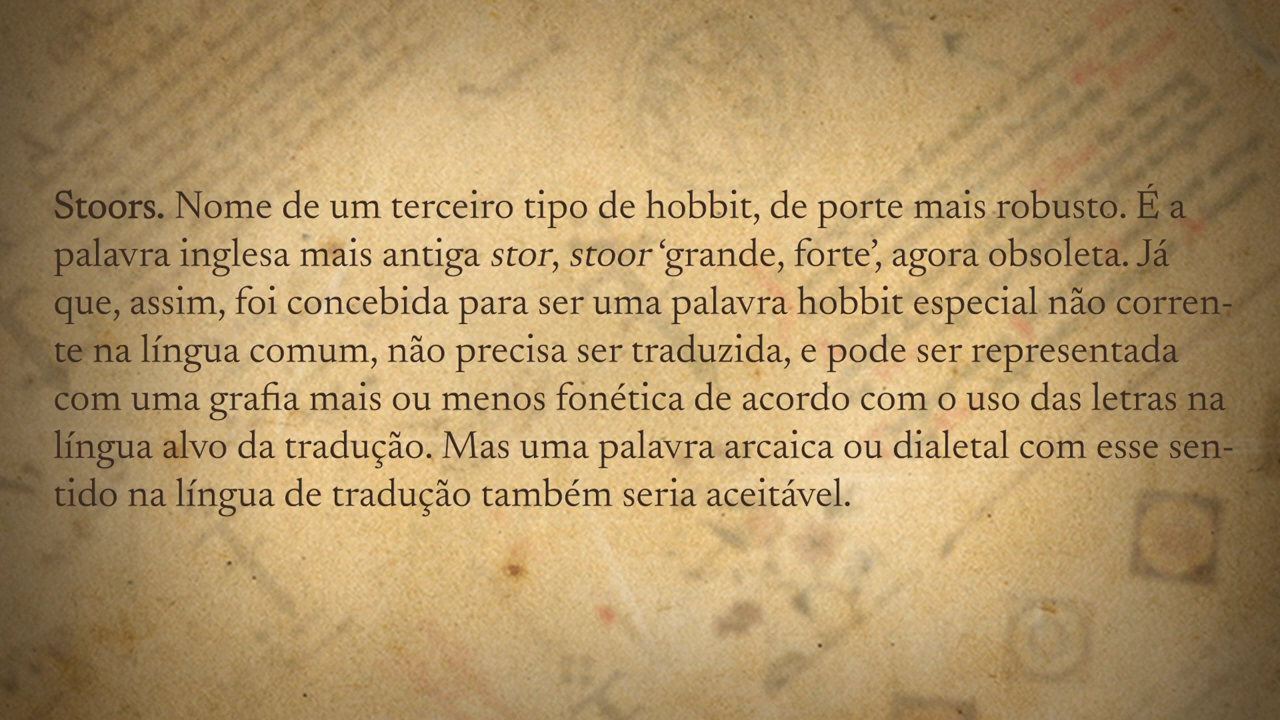 Stoors. Nome de um terceiro tipo de hobbit, de porte mais robusto. É a
palavra inglesa mais antiga stor, stoor ‘grande, forte’, agora obsoleta. Já
que, assim, foi concebida para ser uma palavra hobbit especial não corren-
te na língua comum, não precisa ser traduzida, e pode ser representada
com uma grafia mais ou menos fonética de acordo com o uso das letras na
língua alvo da tradução. Mas uma palavra arcaica ou dialetal com esse sen-
tido na língua de tradução também seria aceitável.